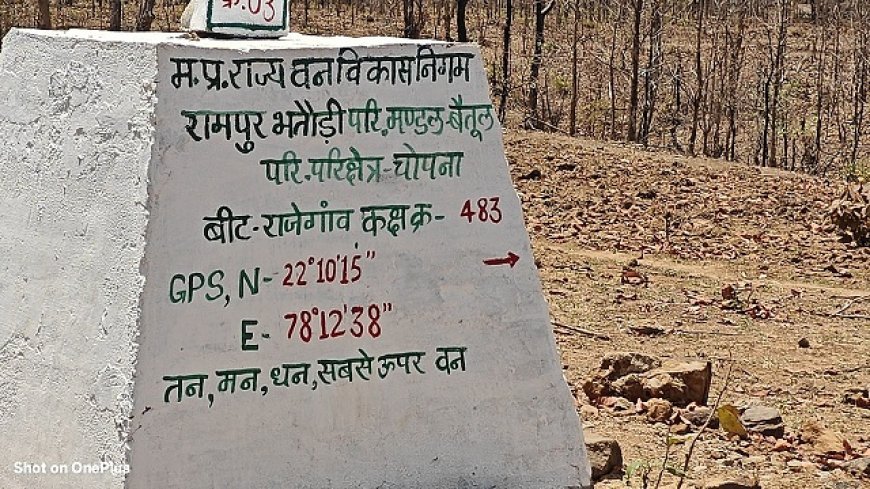 क्र.03
म.प्र.राज्य वन विकास निगम
रामपुर भतौड़ी परि.मण्डल-बैतूल
परि.परिक्षेत्र-चोपना
बीट-राजेगांव कक्ष क्र- 483
GPS, N- 22°10'15"
E- 78°12'38"
तन, मन, धन, सबसे ऊपर वन
Shot on OnePlus